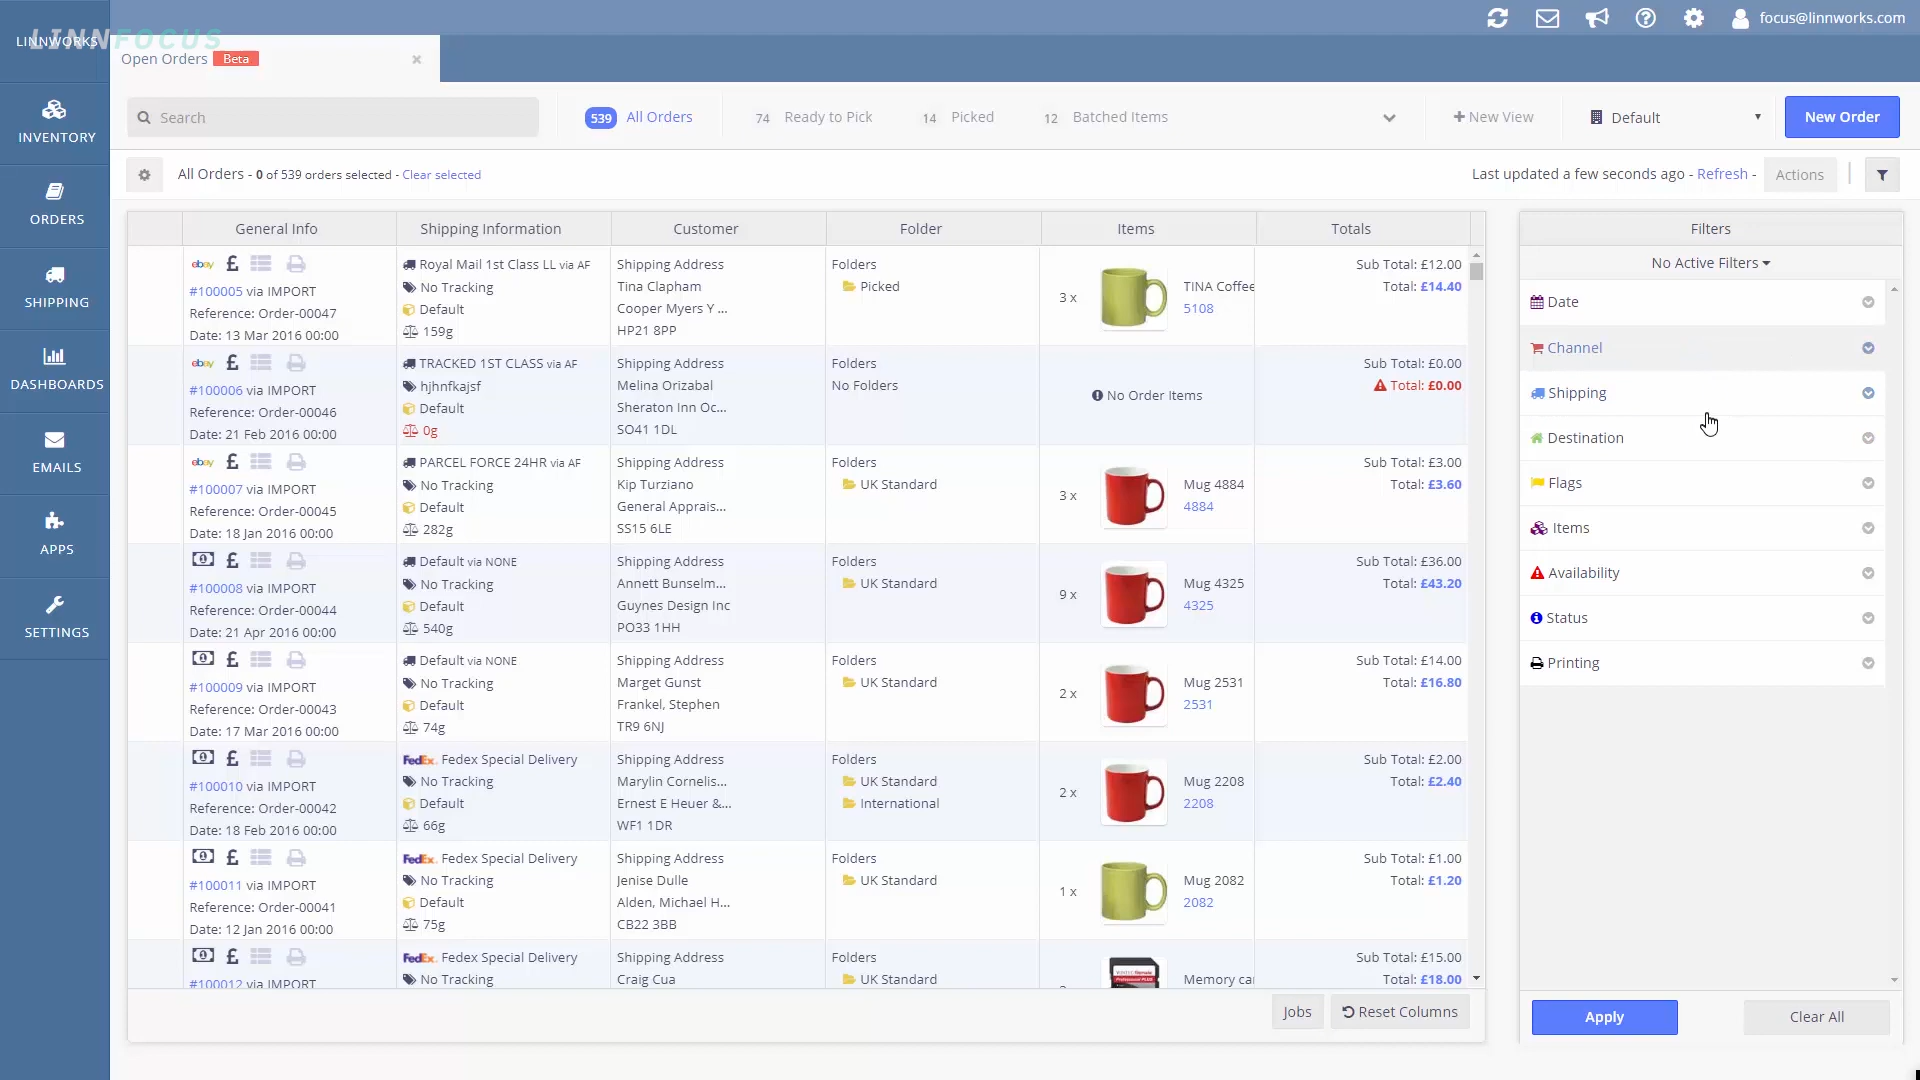 LINNWORKS
LINNFOCUS
focus@linnworks.com
Open Orders Beta
INVENTORY
ORDERS
SHIPPING
DASHBOARDS
EMAILS
APPS
SETTINGS
Search
539 All Orders
74 Ready to Pick
14 Picked
12 Batched Items
New View
Default
New Order
All Orders - 0 of 539 orders selected - Clear selected
Last updated a few seconds ago - Refresh -
Actions
General Info
Shipping Information
Customer
Folder
Items
Totals
ebay £
#100005 via IMPORT
Reference: Order-00047
Date: 13 Mar 2016 00:00
Royal Mail 1st Class LL via AF
No Tracking
Default
159g
Shipping Address
Tina Clapham
Cooper Myers Y ...
HP21 8PP
Folders
Picked
3 x
TINA Coffee
5108
Sub Total: £12.00
Total: £14.40
ebay £
#100006 via IMPORT
Reference: Order-00046
Date: 21 Feb 2016 00:00
TRACKED 1ST CLASS via AF
hjhnfkajsf
Default
0g
Shipping Address
Melina Orizabal
Sheraton Inn Oc...
SO41 1DL
Folders
No Folders
No Order Items
Sub Total: £0.00
Total: £0.00
ebay £
#100007 via IMPORT
Reference: Order-00045
Date: 18 Jan 2016 00:00
PARCEL FORCE 24HR via AF
No Tracking
Default
282g
Shipping Address
Kip Turziano
General Apprais...
SS15 6LE
Folders
UK Standard
3 x
Mug 4884
4884
Sub Total: £3.00
Total: £3.60
£
#100008 via IMPORT
Reference: Order-00044
Date: 21 Apr 2016 00:00
Default via NONE
No Tracking
Default
540g
Shipping Address
Annett Bunselm...
Guynes Design Inc
PO33 1HH
Folders
UK Standard
9 x
Mug 4325
4325
Sub Total: £36.00
Total: £43.20
£
#100009 via IMPORT
Reference: Order-00043
Date: 17 Mar 2016 00:00
Default via NONE
No Tracking
Default
74g
Shipping Address
Marget Gunst
Frankel, Stephen
TR9 6NJ
Folders
UK Standard
2 x
Mug 2531
2531
Sub Total: £14.00
Total: £16.80
£
#100010 via IMPORT
Reference: Order-00042
Date: 18 Feb 2016 00:00
FedEx Fedex Special Delivery
No Tracking
Default
66g
Shipping Address
Marylin Cornelis...
Ernest E Heuer &...
WF1 1DR
Folders
UK Standard
International
2 x
Mug 2208
2208
Sub Total: £2.00
Total: £2.40
£
#100011 via IMPORT
Reference: Order-00041
Date: 12 Jan 2016 00:00
FedEx Fedex Special Delivery
No Tracking
Default
75g
Shipping Address
Jenise Dulle
Alden, Michael H...
CB22 3BB
Folders
UK Standard
1 x
Mug 2082
2082
Sub Total: £1.00
Total: £1.20
£
#100012 via IMPORT
FedEx Fedex Special Delivery
No Tracking
Shipping Address
Craig Cua
Folders
UK Standard
Memory ca
Sub Total: £15.00
Total: £18.00
Jobs
Reset Columns
Filters
No Active Filters
Date
Channel
Shipping
Destination
Flags
Items
Availability
Status
Printing
Apply
Clear All